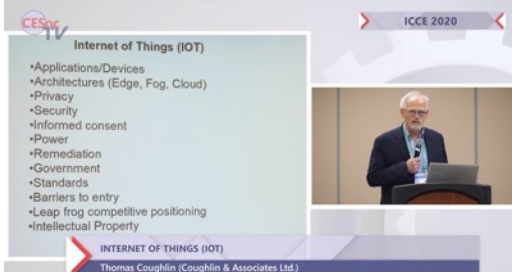 CESoc
TV
ICCE 2020
Internet of Things (IOT)
•Applications/Devices
•Architectures (Edge, Fog, Cloud)
•Privacy
•Security
•Informed consent
•Power
•Remediation
•Government
•Standards
•Barriers to entry
•Leap frog competitive positioning
•Intellectual Property
INTERNET OF THINGS (IOT)
Thomas Coughlin (Coughlin & Associates Ltd.)